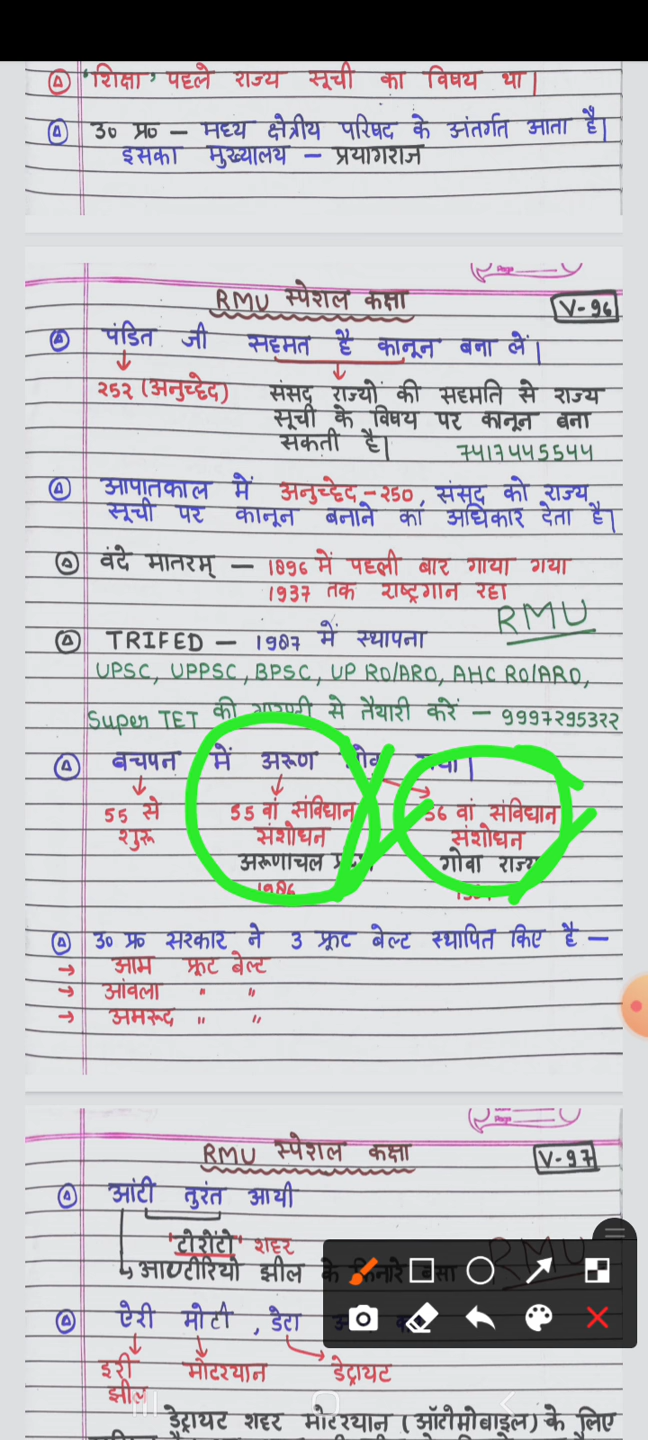 'शिक्षा' पहले राज्य सूची का विषय था।
उ० प्र० – मध्य क्षेत्रीय परिषद के अंतर्गत आता है।
इसका मुख्यालय – प्रयागराज
RMU स्पेशल कक्षा
V-96
पंडित जी सहमत है कानून बना लें।
252 (अनुच्छेद)
संसद राज्यों की सहमति से राज्य
सूची के विषय पर कानून बना
सकती है।
7417445544
आपातकाल में अनुच्छेद-250, संसद को राज्य
सूची पर कानून बनाने का अधिकार देता है।
वंदे मातरम् – 1896 में पहली बार गाया गया
1937 तक राष्ट्रगान रहा
RMU
TRIFED – 1987 में स्थापना
UPSC, UPPSC, BPSC, UP RO/ARO, AHC RO/ARO,
Super TET की से तैयारी करें – 9997295322
बचपन में अरूण
55 से
शुरू
55 वां संविधान
संशोधन
अरूणाचल
1986
56 वां संविधान
संशोधन
गोवा राज्य
उ० प्र० सरकार ने 3 फ्रूट बेल्ट स्थापित किए है –
→ आम फ्रूट बेल्ट
→ आंवला " "
→ अमरूद " "
RMU स्पेशल कक्षा
V-97
आंटी तुरंत आयी
"टोरोंटो" शहर
आण्टीरियो झील के किनारे बसा
RMU
ऐरी मोटी, डेटा
इरी
झील
मोटरयान
डेट्रायट
डेट्रायट शहर मोटरयान (ऑटोमोबाइल) के लिए